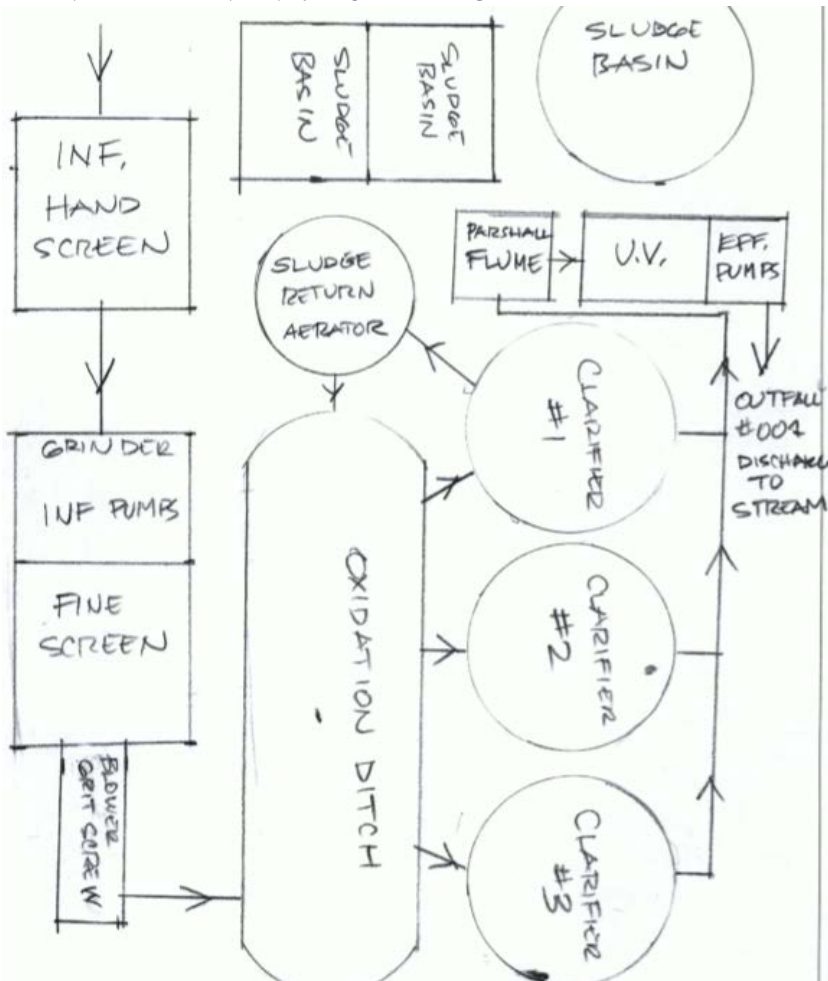 INF.
HAND
SCREEN
GRINDER
INF PUMPS
FINE
SCREEN
BLOWER
GRIT SCREW
SLUDGE
BASIN
SLUDGE
BASIN
SLUDGE
BASIN
SLUDGE
RETURN
AERATOR
PARSHALL
FLUME
U.V.
EFF.
PUMPS
OXIDATION DITCH
CLARIFIER
#1
CLARIFIER
#2
CLARIFIER
#3
OUTFALL
#001
DISCHARGE
TO
STREAM